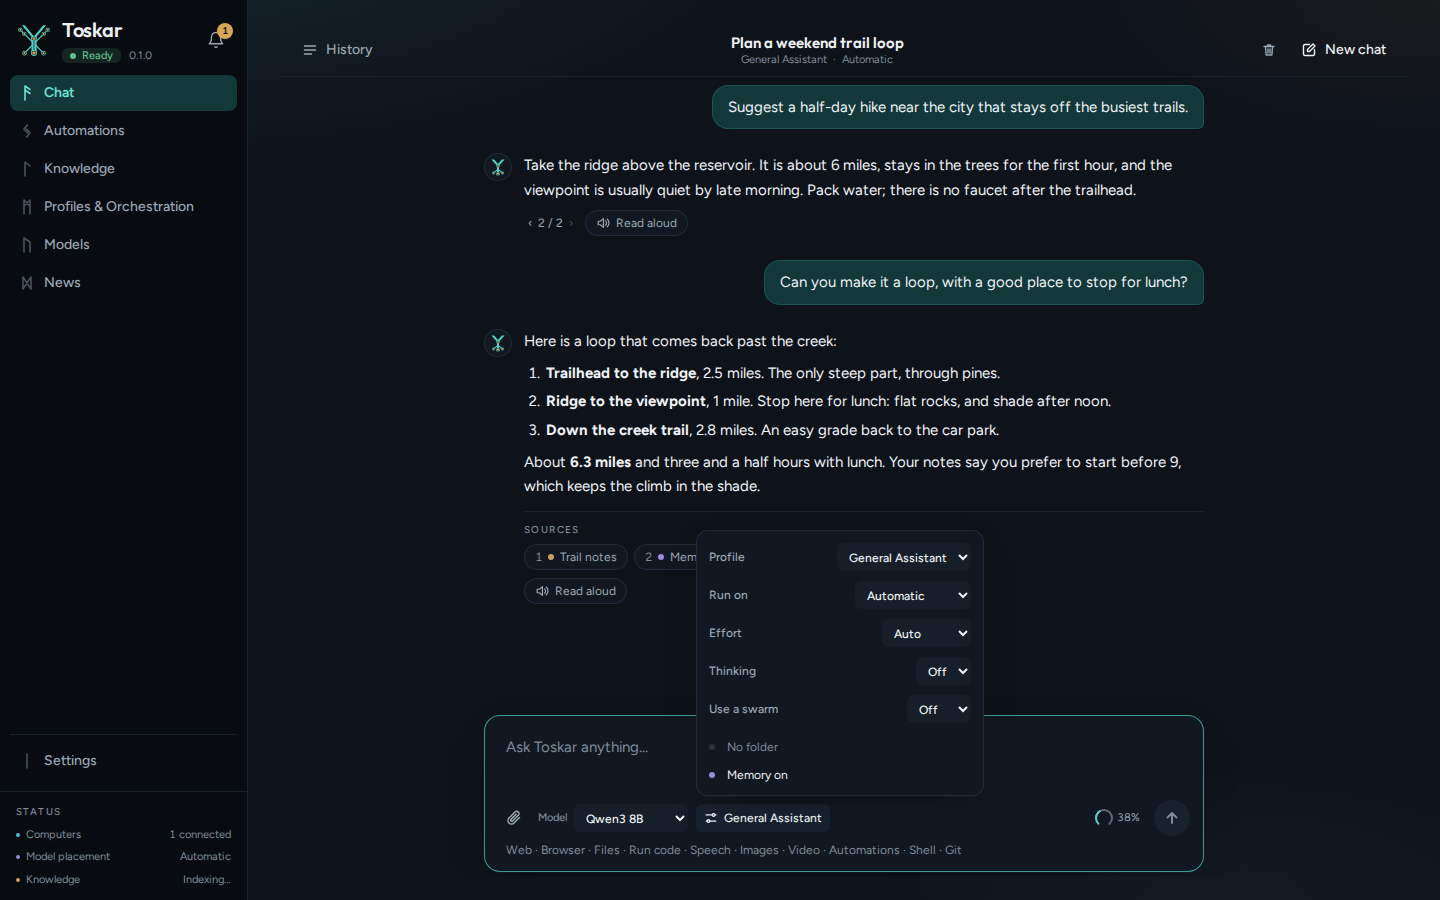 Toskar
Ready 0.1.0
1
Chat
Automations
Knowledge
Profiles & Orchestration
Models
News
Settings
STATUS
Computers 1 connected
Model placement Automatic
Knowledge Indexing...
History
Plan a weekend trail loop
General Assistant · Automatic
New chat
Suggest a half-day hike near the city that stays off the busiest trails.
Take the ridge above the reservoir. It is about 6 miles, stays in the trees for the first hour, and the
viewpoint is usually quiet by late morning. Pack water; there is no faucet after the trailhead.
‹ 2 / 2 › Read aloud
Can you make it a loop, with a good place to stop for lunch?
Here is a loop that comes back past the creek:
1. Trailhead to the ridge, 2.5 miles. The only steep part, through pines.
2. Ridge to the viewpoint, 1 mile. Stop here for lunch: flat rocks, and shade after noon.
3. Down the creek trail, 2.8 miles. An easy grade back to the car park.
About 6.3 miles and three and a half hours with lunch. Your notes say you prefer to start before 9,
which keeps the climb in the shade.
SOURCES
1 Trail notes 2 Mem
Read aloud
Profile General Assistant
Run on Automatic
Effort Auto
Thinking Off
Use a swarm Off
No folder
Memory on
Ask Toskar anything...
Model Qwen3 8B General Assistant 38%
Web · Browser · Files · Run code · Speech · Images · Video · Automations · Shell · Git